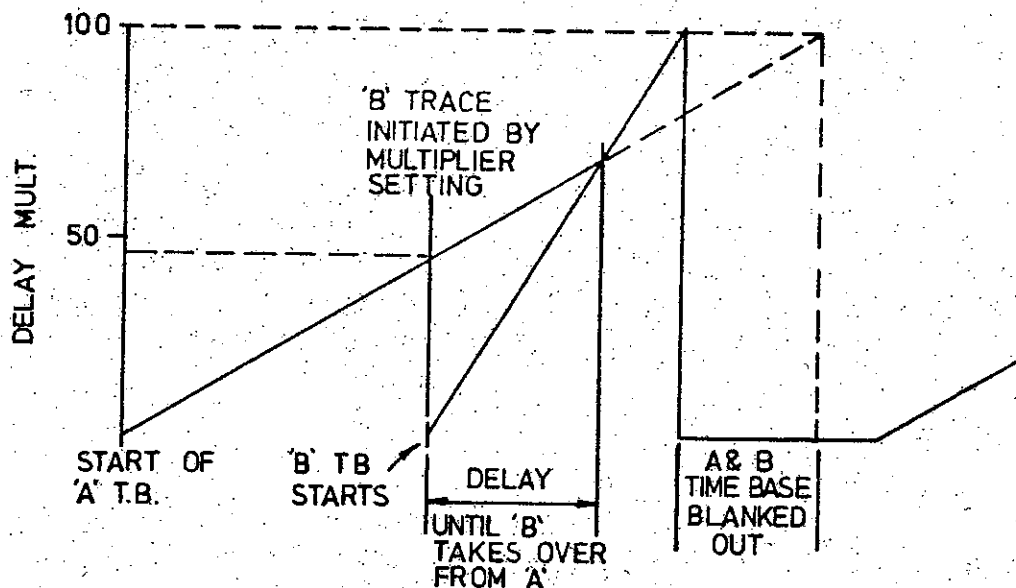 100
'B' TRACE
INITIATED BY
MULTIPLIER
SETTING
DELAY MULT.
50
START OF
'A' T.B.
'B' TB
STARTS
DELAY
UNTIL 'B'
TAKES OVER
FROM 'A'
A & B
TIME BASE
BLANKED
OUT